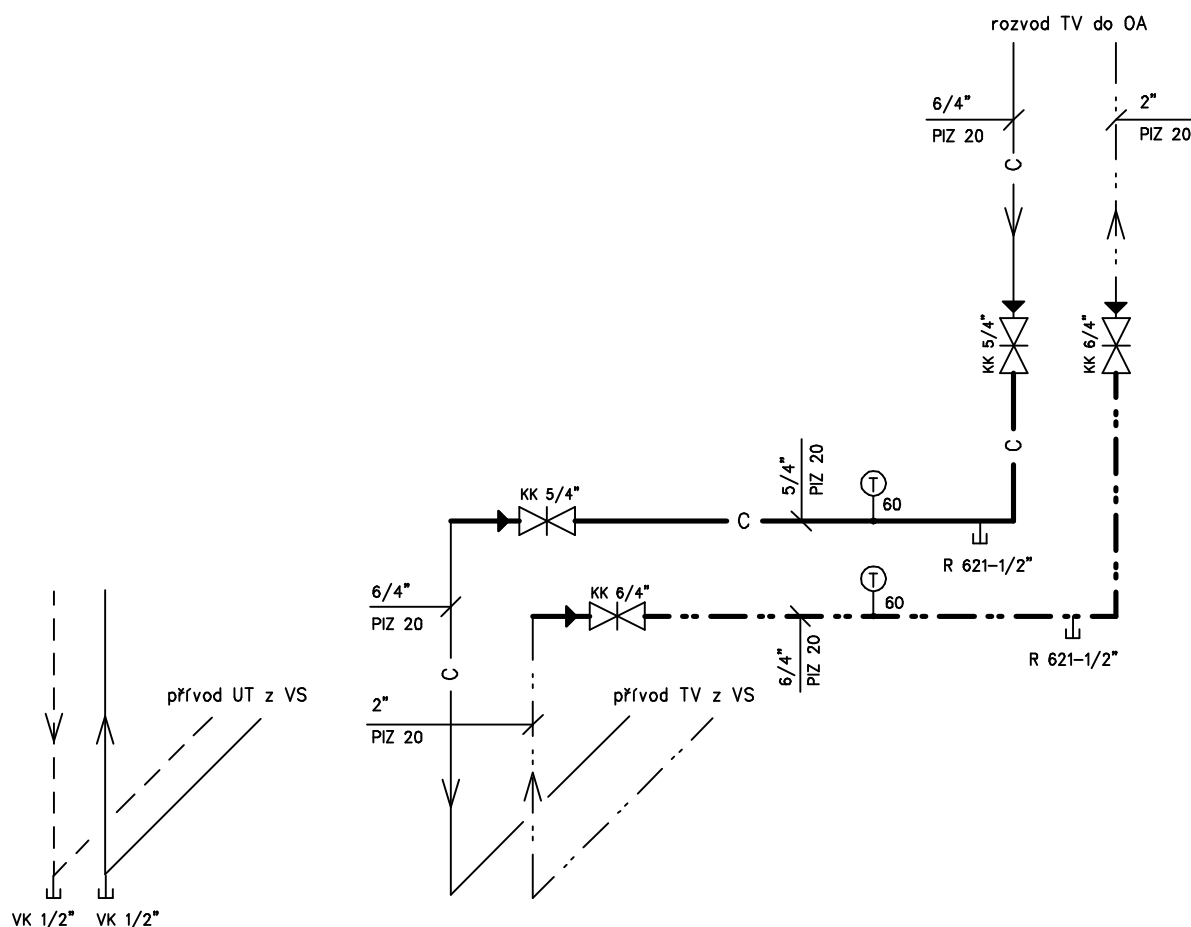 rozvod TV do OA
6/4"
PIZ 20
2"
PIZ 20
C
KK 5/4"
KK 6/4"
C
5/4"
PIZ 20
T
60
KK 5/4"
C
R 621-1/2"
6/4"
PIZ 20
KK 6/4"
T
60
6/4"
PIZ 20
R 621-1/2"
C
přívod UT z VS
2"
PIZ 20
přívod TV z VS
VK 1/2"
VK 1/2"